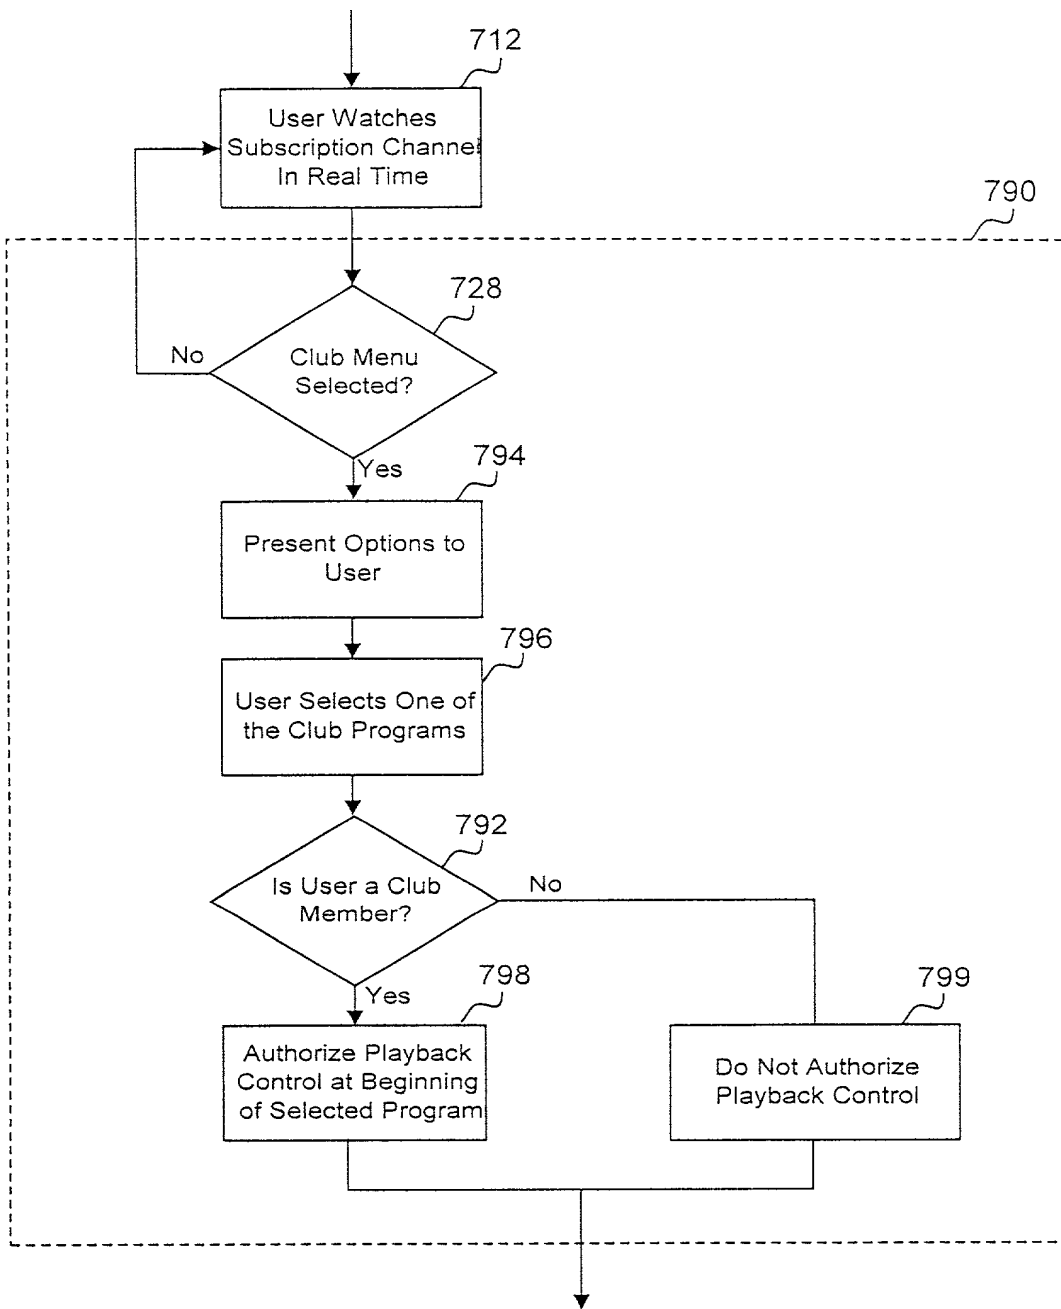 712
User Watches
Subscription Channel
In Real Time
790
728
No
Club Menu
Selected?
Yes
794
Present Options to
User
796
User Selects One of
the Club Programs
792
Is User a Club
Member?
No
Yes
798
799
Authorize Playback
Control at Beginning
of Selected Program
Do Not Authorize
Playback Control